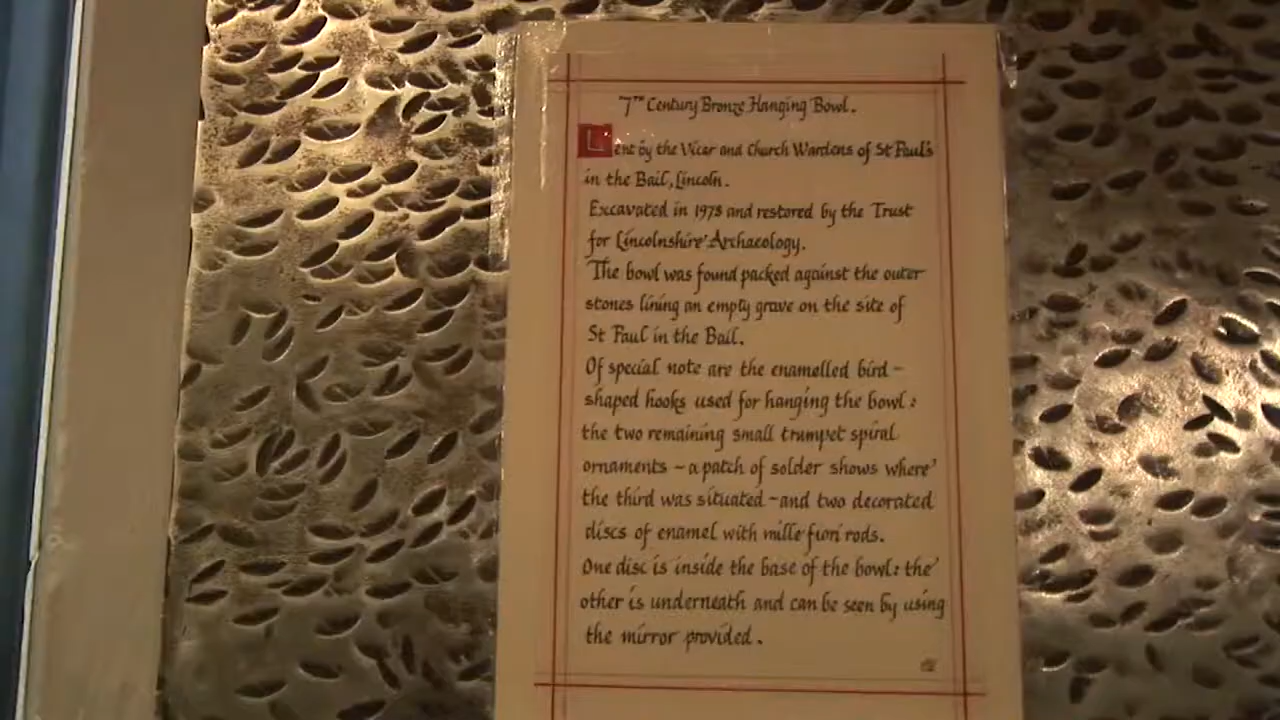 7TH Century Bronze Hanging Bowl.
Lent by the Vicar and Church Wardens of St Paul's
in the Bail, Lincoln.
Excavated in 1978 and restored by the Trust
for Lincolnshire Archaeology.
The bowl was found packed against the outer
stones lining an empty grave on the site of
St Paul in the Bail.
Of special note are the enamelled bird-
shaped hooks used for hanging the bowl:
the two remaining small trumpet spiral
ornaments - a patch of solder shows where
the third was situated - and two decorated
discs of enamel with mille fiori rods.
One disc is inside the base of the bowl: the
other is underneath and can be seen by using
the mirror provided.